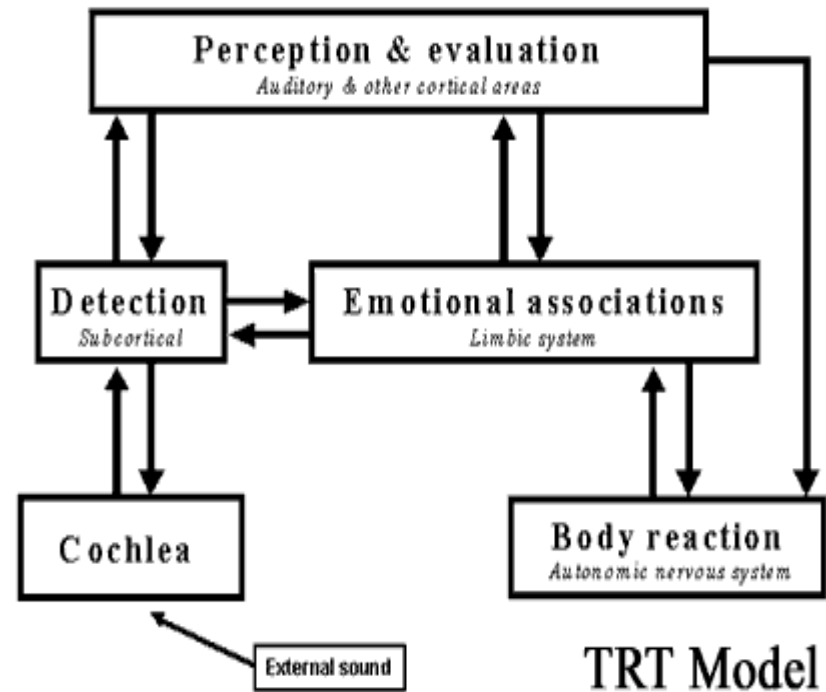 Perception & evaluation
Auditory & other cortical areas
Detection
Subcortical
Emotional associations
Limbic system
Cochlea
Body reaction
Autonomic nervous system
External sound
TRT Model